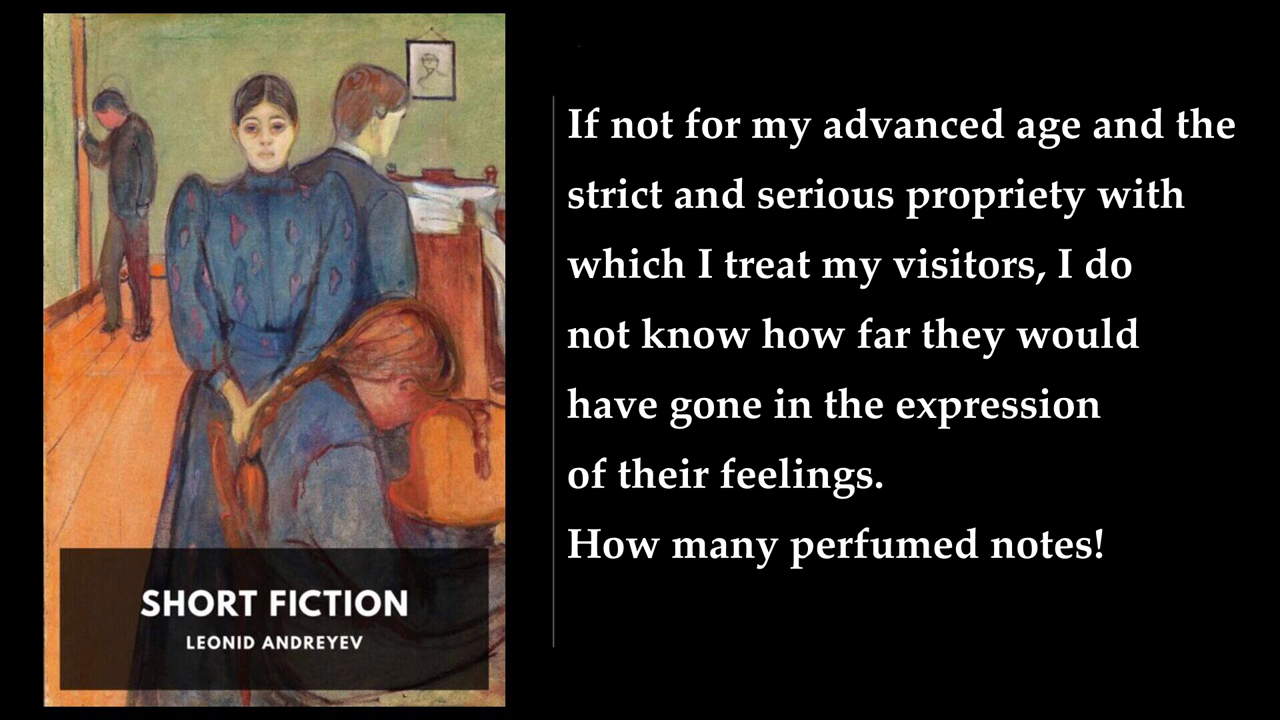 SHORT FICTION
LEONID ANDREYEV
If not for my advanced age and the
strict and serious propriety with
which I treat my visitors, I do
not know how far they would
have gone in the expression
of their feelings.
How many perfumed notes!